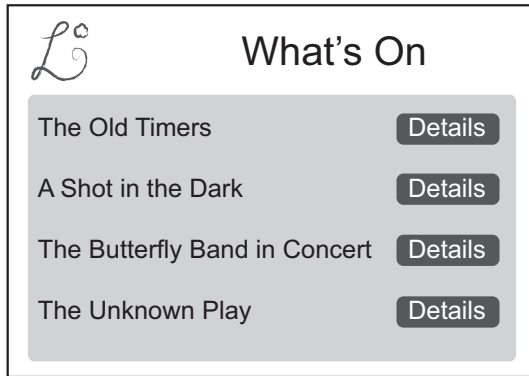 What's On
The Old Timers Details
A Shot in the Dark Details
The Butterfly Band in Concert Details
The Unknown Play Details